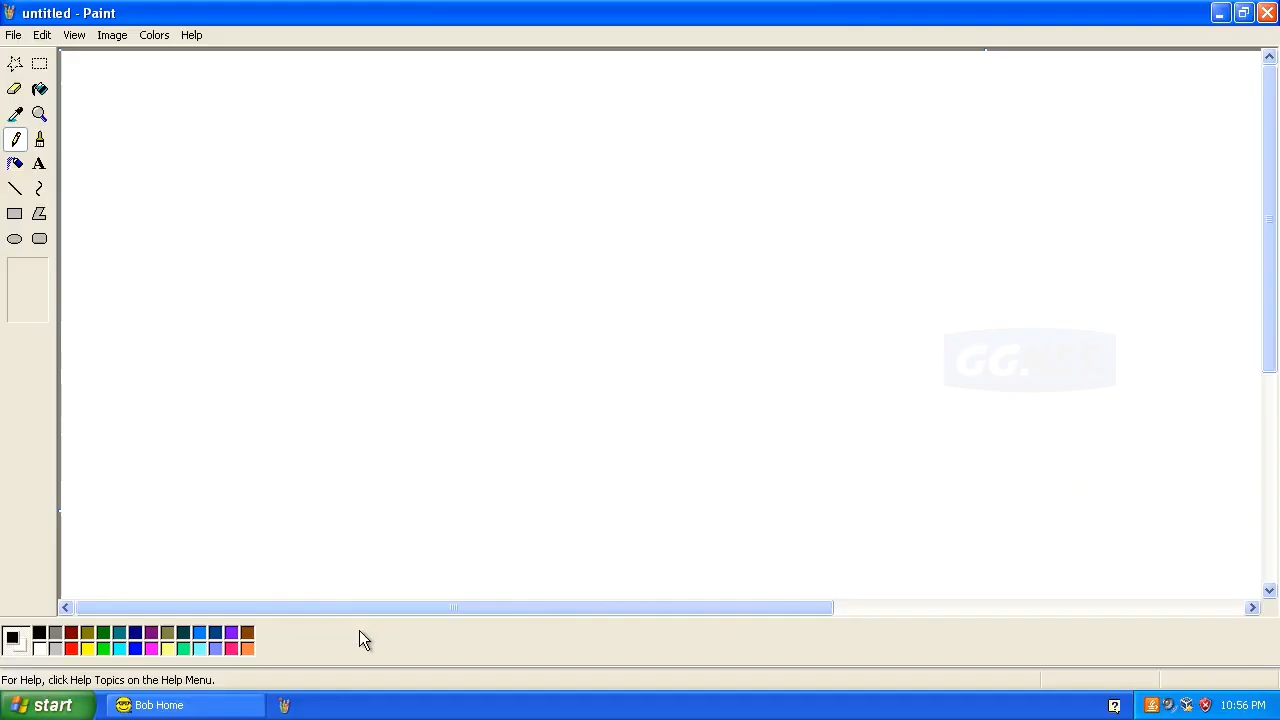 untitled - Paint
File Edit View Image Colors Help
A
GG.
For Help, click Help Topics on the Help Menu.
start
Bob Home
10:56 PM